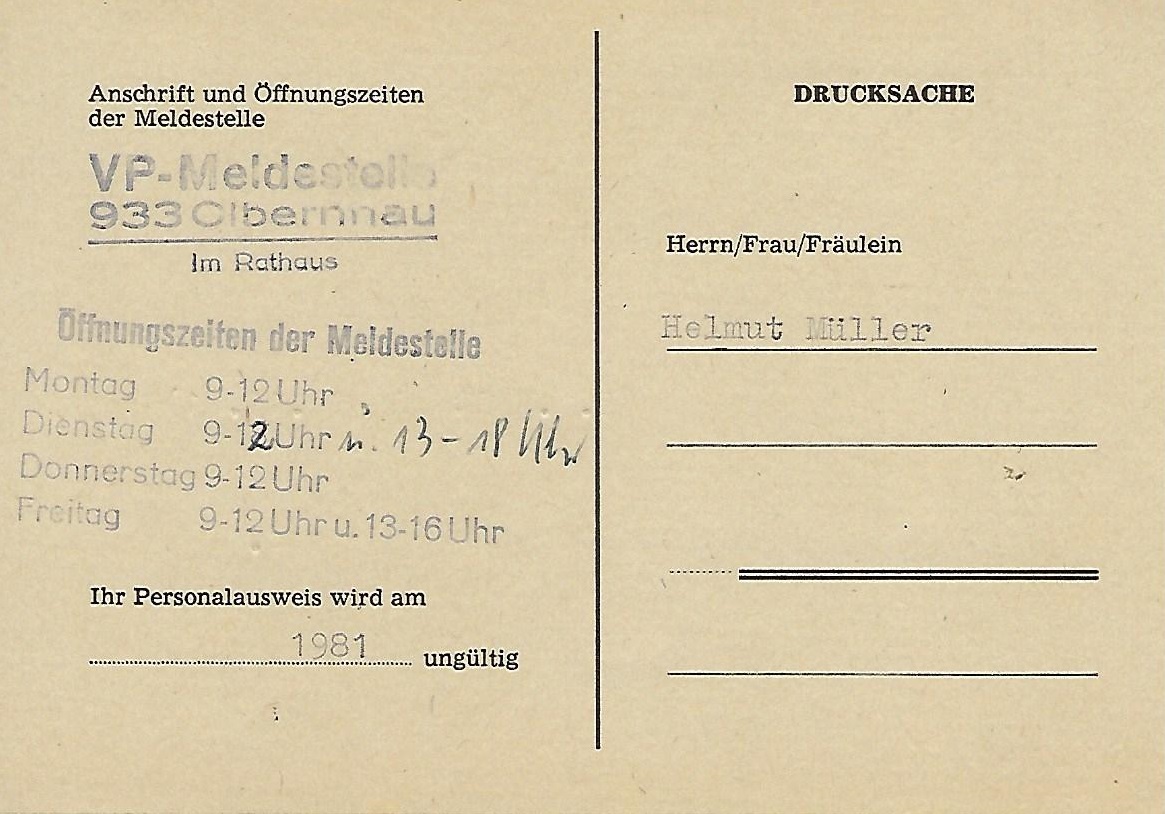 Anschrift und Öffnungszeiten
der Meldestelle
VP-Meldestelle
933 Olbernhau
Im Rathaus
Öffnungszeiten der Meldestelle
Montag 9-12 Uhr
Dienstag 9-12 Uhr u. 13-18 Uhr
Donnerstag 9-12 Uhr
Freitag 9-12 Uhr u. 13-16 Uhr
Ihr Personalausweis wird am
1981 ungültig
DRUCKSACHE
Herrn/Frau/Fräulein
Helmut Müller